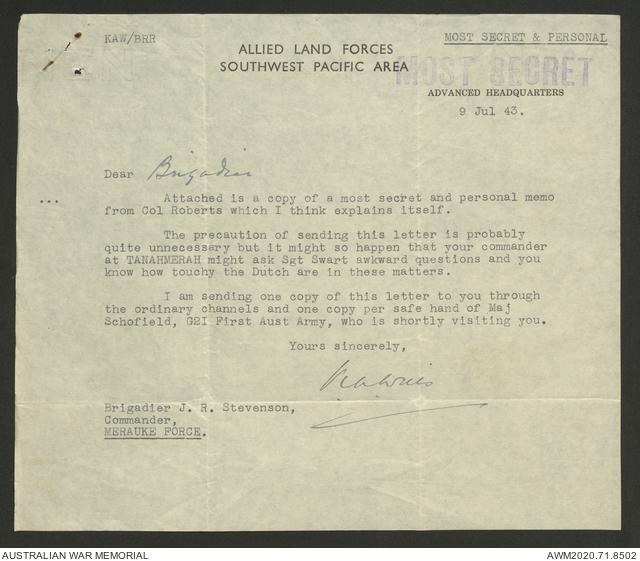 KAW/BRR
MOST SECRET & PERSONAL
ALLIED LAND FORCES
SOUTHWEST PACIFIC AREA
MOST SECRET
ADVANCED HEADQUARTERS
9 Jul 43.
Dear Brigadier
...
Attached is a copy of a most secret and personal memo
from Col Roberts which I think explains itself.
The precaution of sending this letter is probably
quite unnecessary but it might so happen that your commander
at TANAHMERAH might ask Sgt Swart awkward questions and you
know how touchy the Dutch are in these matters.
I am sending one copy of this letter to you through
the ordinary channels and one copy per safe hand of Maj
Schofield, G2I First Aust Army, who is shortly visiting you.
Yours sincerely,
Brigadier J. R. Stevenson,
Commander,
MERAUKE FORCE.
AUSTRALIAN WAR MEMORIAL
AWM2020.71.8502